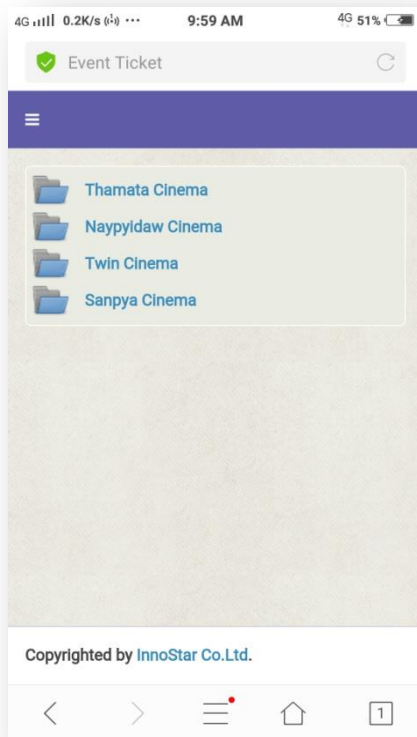 4G 0.2K/s ... 9:59 AM 4G 51%
Event Ticket
Thamata Cinema
Naypyidaw Cinema
Twin Cinema
Sanpya Cinema
Copyrighted by InnoStar Co.Ltd.
1